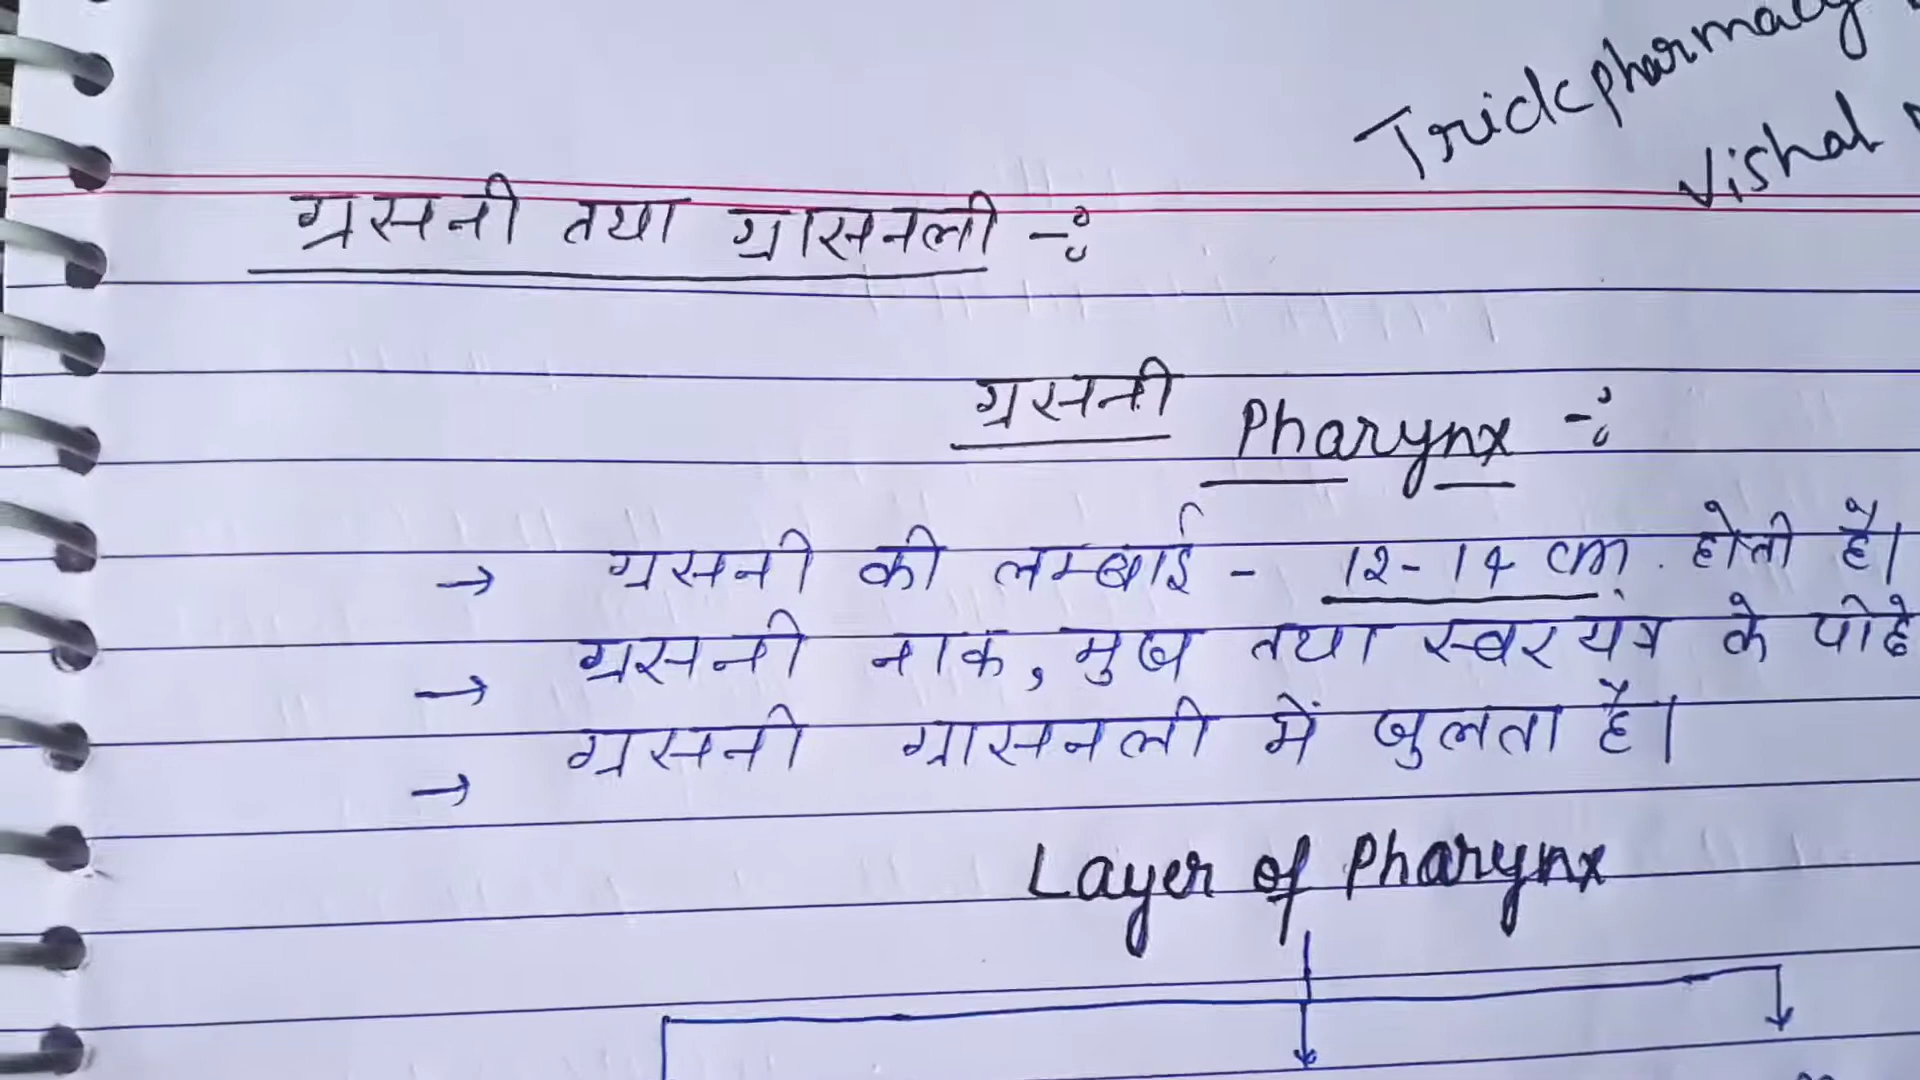 Trickpharmacy
Vishal
ग्रसनी तथा ग्रासनली -:
ग्रसनी Pharynx -:
→ ग्रसनी की लम्बाई - 12-14 cm. होती है।
→ ग्रसनी नाक, मुख तथा स्वरयंत्र के पीछे
→ ग्रसनी ग्रासनली में खुलता है।
Layer of Pharynx